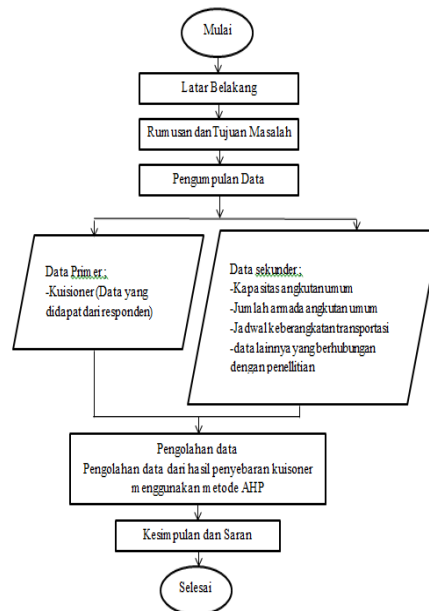 Mulai
Latar Belakang
Rumusan dan Tujuan Masalah
Pengumpulan Data
Data Primer :
-Kuisioner (Data yang
didapat dari responden)
Data sekunder :
-Kapasitas angkutan umum
-Jumlah armada angkutan umum
-Jadwal keberangkatan transportasi
-data lainnya yang berhubungan
dengan penellitian
Pengolahan data
Pengolahan data dari hasil penyebaran kuisoner
menggunakan metode AHP
Kesimpulan dan Saran
Selesai